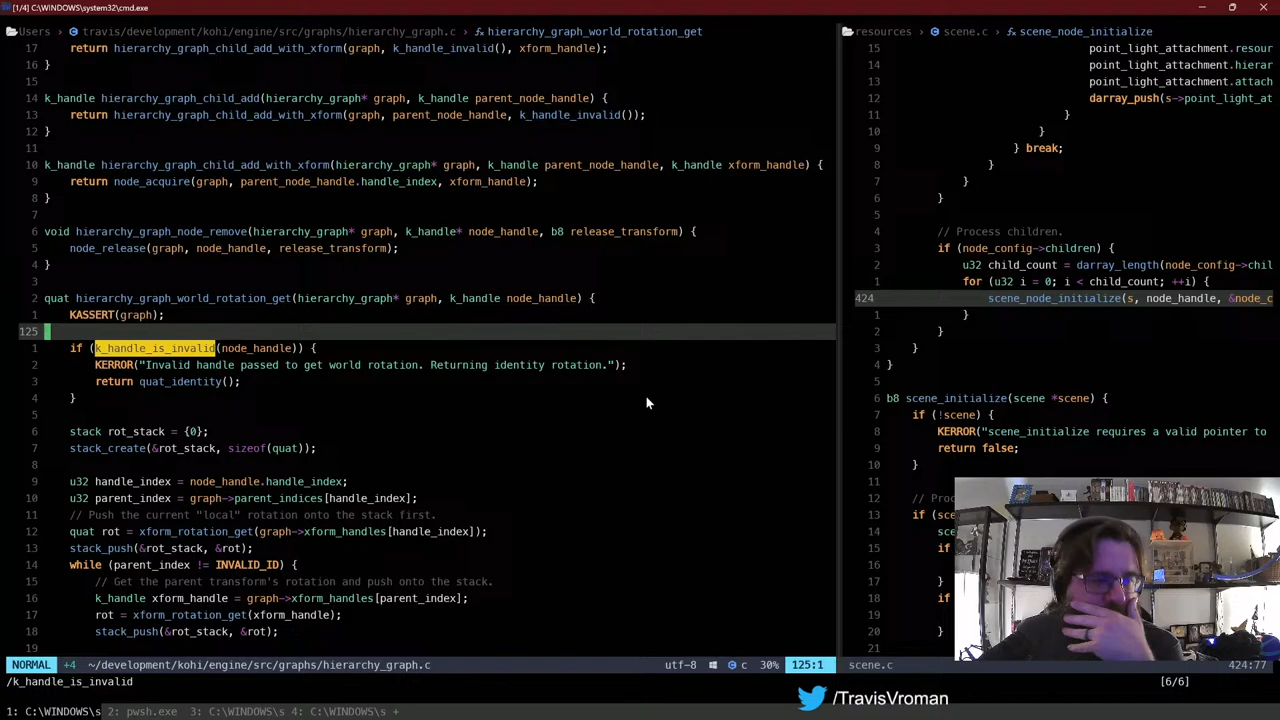 [1/4] C:\WINDOWS\system32\cmd.exe
Users > travis/development/kohi/engine/src/graphs/hierarchy_graph.c > hierarchy_graph_world_rotation_get
17 return hierarchy_graph_child_add_with_xform(graph, k_handle_invalid(), xform_handle);
16 }
15
14 k_handle hierarchy_graph_child_add(hierarchy_graph* graph, k_handle parent_node_handle) {
13 return hierarchy_graph_child_add_with_xform(graph, parent_node_handle, k_handle_invalid());
12 }
11
10 k_handle hierarchy_graph_child_add_with_xform(hierarchy_graph* graph, k_handle parent_node_handle, k_handle xform_handle) {
9 return node_acquire(graph, parent_node_handle.handle_index, xform_handle);
8 }
7
6 void hierarchy_graph_node_remove(hierarchy_graph* graph, k_handle* node_handle, b8 release_transform) {
5 node_release(graph, node_handle, release_transform);
4 }
3
2 quat hierarchy_graph_world_rotation_get(hierarchy_graph* graph, k_handle node_handle) {
1 KASSERT(graph);
125
1 if (k_handle_is_invalid(node_handle)) {
2 KERROR("Invalid handle passed to get world rotation. Returning identity rotation.");
3 return quat_identity();
4 }
5
6 stack rot_stack = {0};
7 stack_create(&rot_stack, sizeof(quat));
8
9 u32 handle_index = node_handle.handle_index;
10 u32 parent_index = graph->parent_indices[handle_index];
11 // Push the current "local" rotation onto the stack first.
12 quat rot = xform_rotation_get(graph->xform_handles[handle_index]);
13 stack_push(&rot_stack, &rot);
14 while (parent_index != INVALID_ID) {
15 // Get the parent transform's rotation and push onto the stack.
16 k_handle xform_handle = graph->xform_handles[parent_index];
17 rot = xform_rotation_get(xform_handle);
18 stack_push(&rot_stack, &rot);
19
resources > scene.c > scene_node_initialize
15 point_light_attachment.resour
14 point_light_attachment.hierar
13 point_light_attachment.attach
12 darray_push(s->point_light_at
11 }
10 }
9 } break;
8 }
7 }
6 }
5
4 // Process children.
3 if (node_config->children) {
2 u32 child_count = darray_length(node_config->chil
1 for (u32 i = 0; i < child_count; ++i) {
424 scene_node_initialize(s, node_handle, &node_c
1 }
2 }
3 }
4 }
5
6 b8 scene_initialize(scene *scene) {
7 if (!scene) {
8 KERROR("scene_initialize requires a valid pointer to
9 return false;
10 }
11
12 // Pro
13 if (sce
14 sce
15 if
16
17 }
18 if
19
20 }
21
NORMAL +4 ~/development/kohi/engine/src/graphs/hierarchy_graph.c utf-8 c 30% 125:1
scene.c 424:77
/k_handle_is_invalid [6/6]
/TravisVroman
1: C:\WINDOWS\s 2: pwsh.exe 3: C:\WINDOWS\s 4: C:\WINDOWS\s +